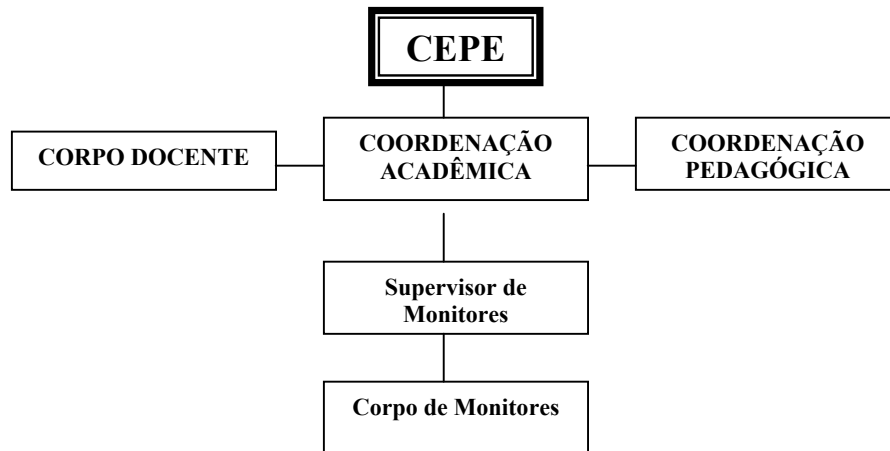 CEPE
CORPO DOCENTE
COORDENAÇÃO
ACADÊMICA
COORDENAÇÃO
PEDAGÓGICA
Supervisor de
Monitores
Corpo de Monitores